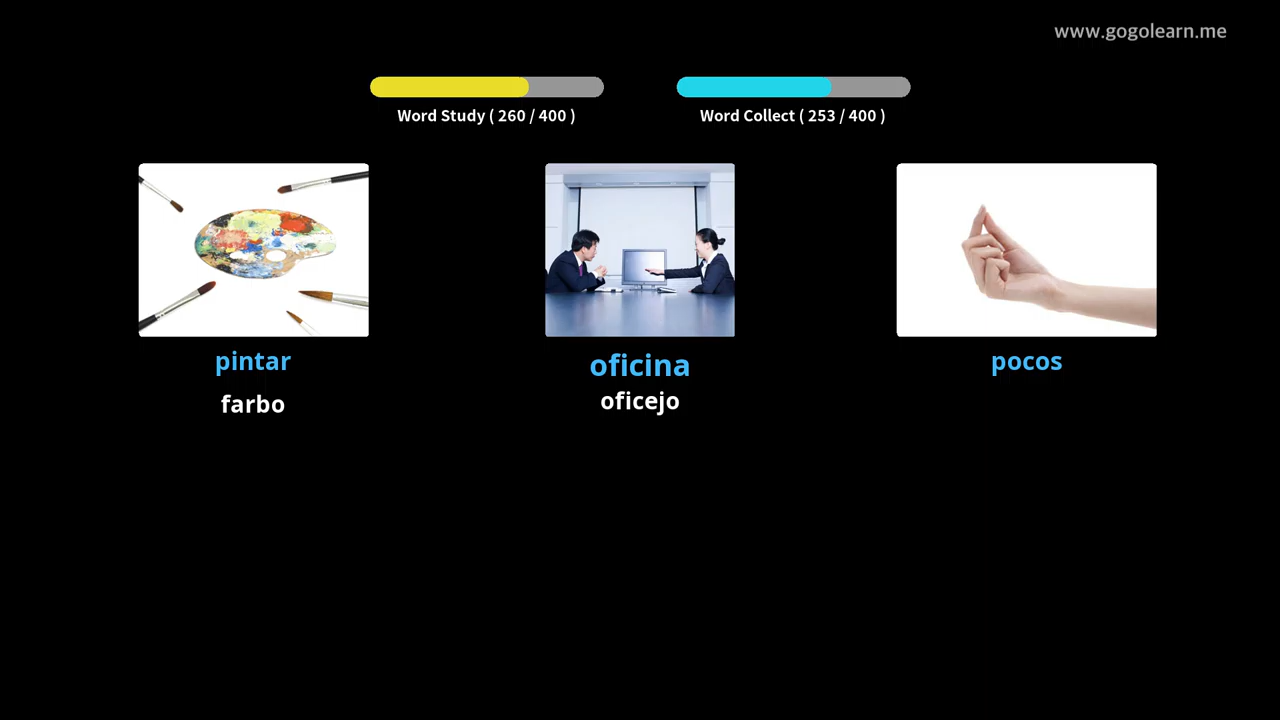 www.gogolearn.me
Word Study ( 260 / 400 )
Word Collect ( 253 / 400 )
pintar
farbo
oficina
oficejo
pocos